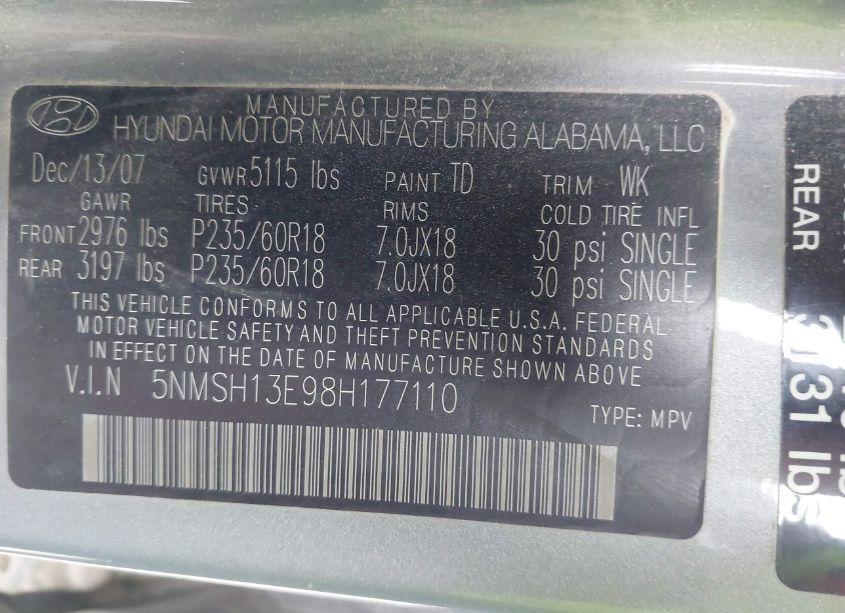 MANUFACTURED BY
HYUNDAI MOTOR MANUFACTURING ALABAMA, LLC
Dec/13/07 GVWR 5115 lbs PAINT TD TRIM WK
GAWR TIRES RIMS COLD TIRE INFL
FRONT 2976 lbs P235/60R18 7.0JX18 30 psi SINGLE
REAR 3197 lbs P235/60R18 7.0JX18 30 psi SINGLE
THIS VEHICLE CONFORMS TO ALL APPLICABLE U.S.A. FEDERAL
MOTOR VEHICLE SAFETY AND THEFT PREVENTION STANDARDS
IN EFFECT ON THE DATE OF MANUFACTURE SHOWN ABOVE
V.I.N 5NMSH13E98H177110
TYPE: MPV
REAR 3131 lbs